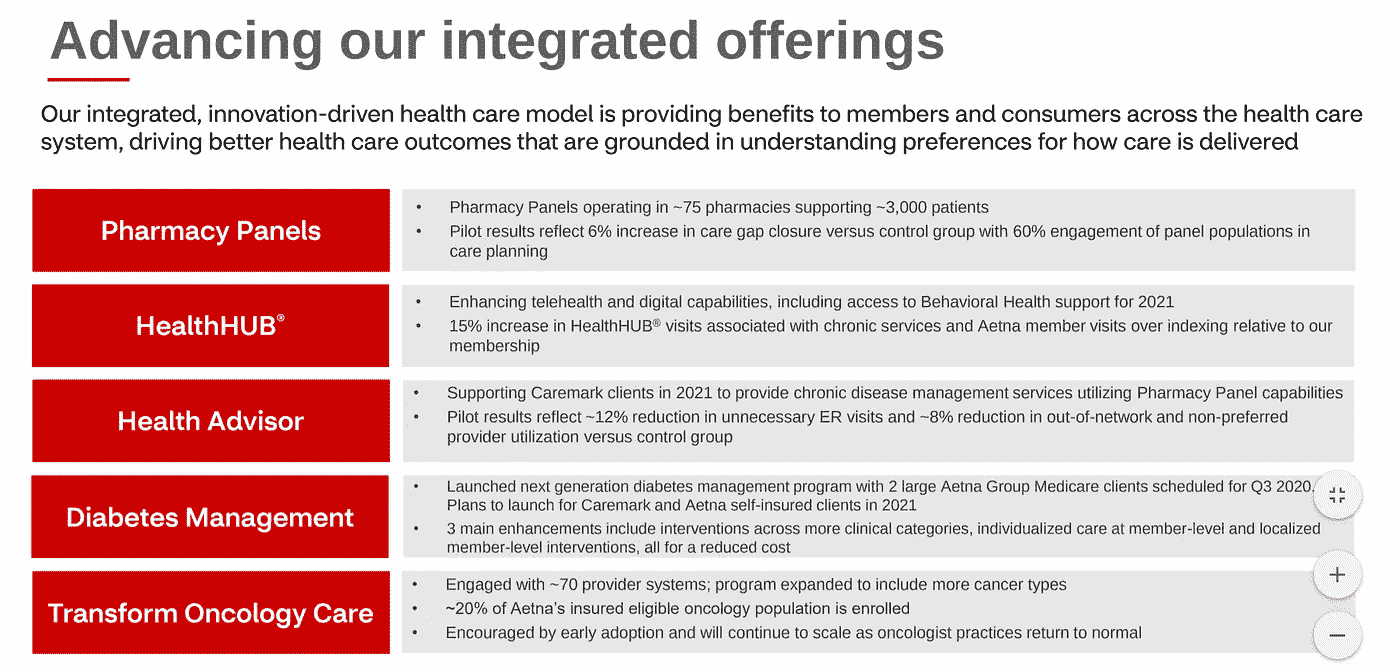 Advancing our integrated offerings
Our integrated, innovation-driven health care model is providing benefits to members and consumers across the health care
system, driving better health care outcomes that are grounded in understanding preferences for how care is delivered
Pharmacy Panels
• Pharmacy Panels operating in ~75 pharmacies supporting ~3,000 patients
• Pilot results reflect 6% increase in care gap closure versus control group with 60% engagement of panel populations in
care planning
HealthHUB®
• Enhancing telehealth and digital capabilities, including access to Behavioral Health support for 2021
• 15% increase in HealthHUB® visits associated with chronic services and Aetna member visits over indexing relative to our
membership
Health Advisor
• Supporting Caremark clients in 2021 to provide chronic disease management services utilizing Pharmacy Panel capabilities
• Pilot results reflect ~12% reduction in unnecessary ER visits and ~8% reduction in out-of-network and non-preferred
provider utilization versus control group
Diabetes Management
• Launched next generation diabetes management program with 2 large Aetna Group Medicare clients scheduled for Q3 2020.
Plans to launch for Caremark and Aetna self-insured clients in 2021
• 3 main enhancements include interventions across more clinical categories, individualized care at member-level and localized
member-level interventions, all for a reduced cost
Transform Oncology Care
• Engaged with ~70 provider systems; program expanded to include more cancer types
• ~20% of Aetna's insured eligible oncology population is enrolled
• Encouraged by early adoption and will continue to scale as oncologist practices return to normal